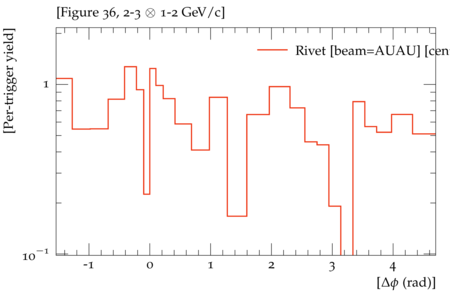 [Figure 36, 2-3 ⊗ 1-2 GeV/c]
[Per-trigger yield]
Rivet [beam=AUAU] [cen
1
10⁻¹
-1 0 1 2 3 4
[Δϕ (rad)]